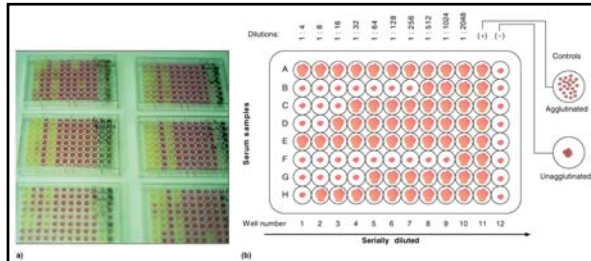 Dilutions:
1 : 4
1 : 8
1 : 16
1 : 32
1 : 64
1 : 128
1 : 256
1 : 512
1 : 1024
1 : 2048
(+)
(−)
Controls
Agglutinated
Unagglutinated
Serum samples
A
B
C
D
E
F
G
H
Well number 1 2 3 4 5 6 7 8 9 10 11 12
Serially diluted
a)
(b)